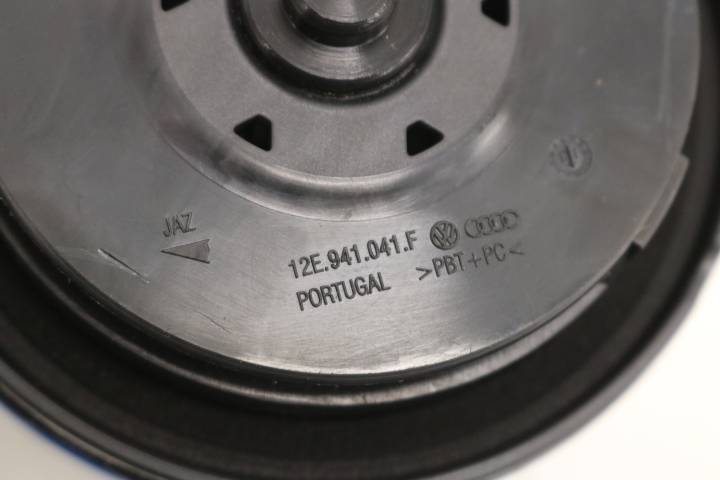 JAZ
12E.941.041.F
PORTUGAL >PBT+PC<